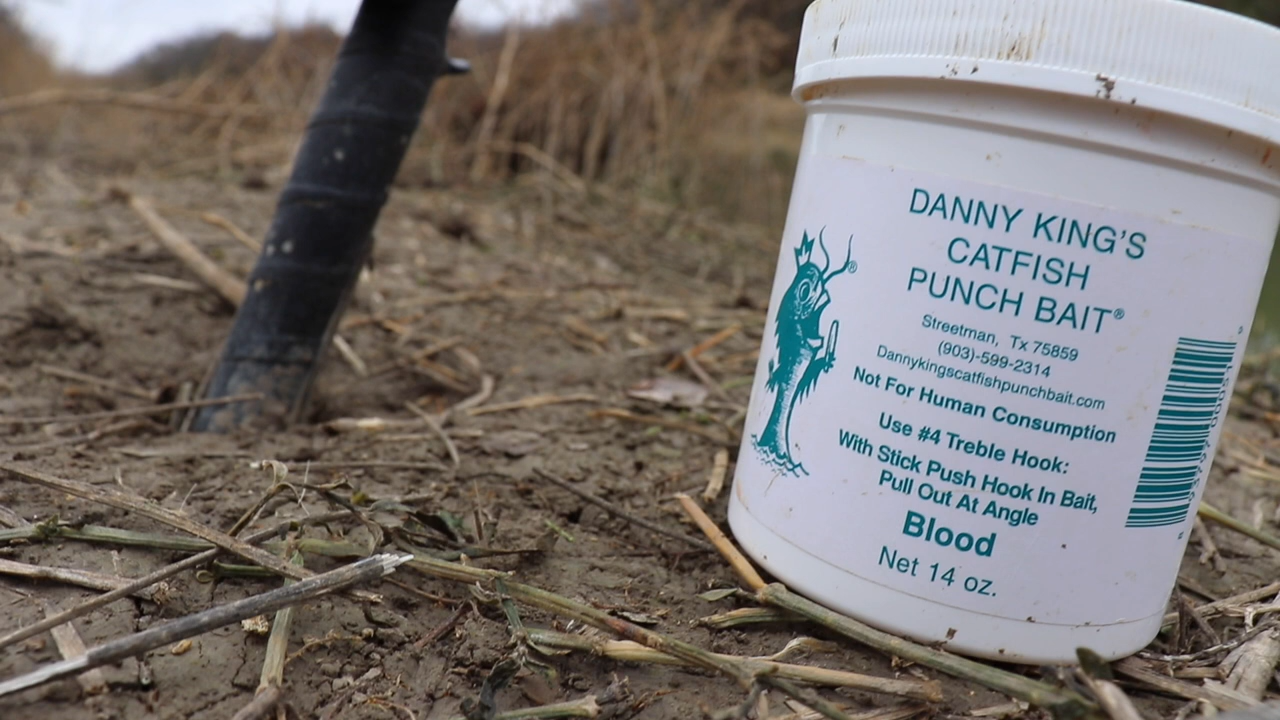 DANNY KING'S
CATFISH
PUNCH BAIT®
Streetman, Tx 75859
(903)-599-2314
Dannykingscatfishpunchbait.com
Not For Human Consumption
Use #4 Treble Hook:
With Stick Push Hook In Bait,
Pull Out At Angle
Blood
Net 14 oz.